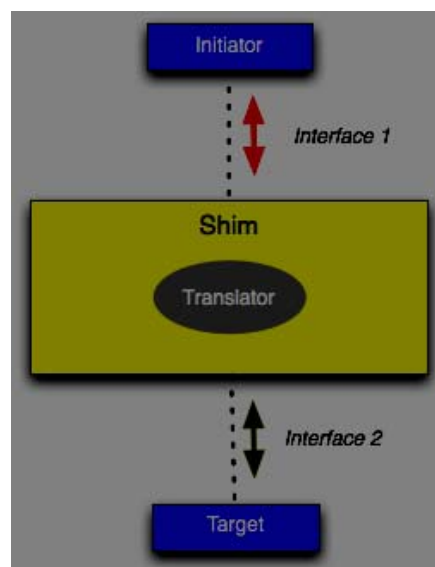 Initiator
Interface 1
Shim
Translator
Interface 2
Target